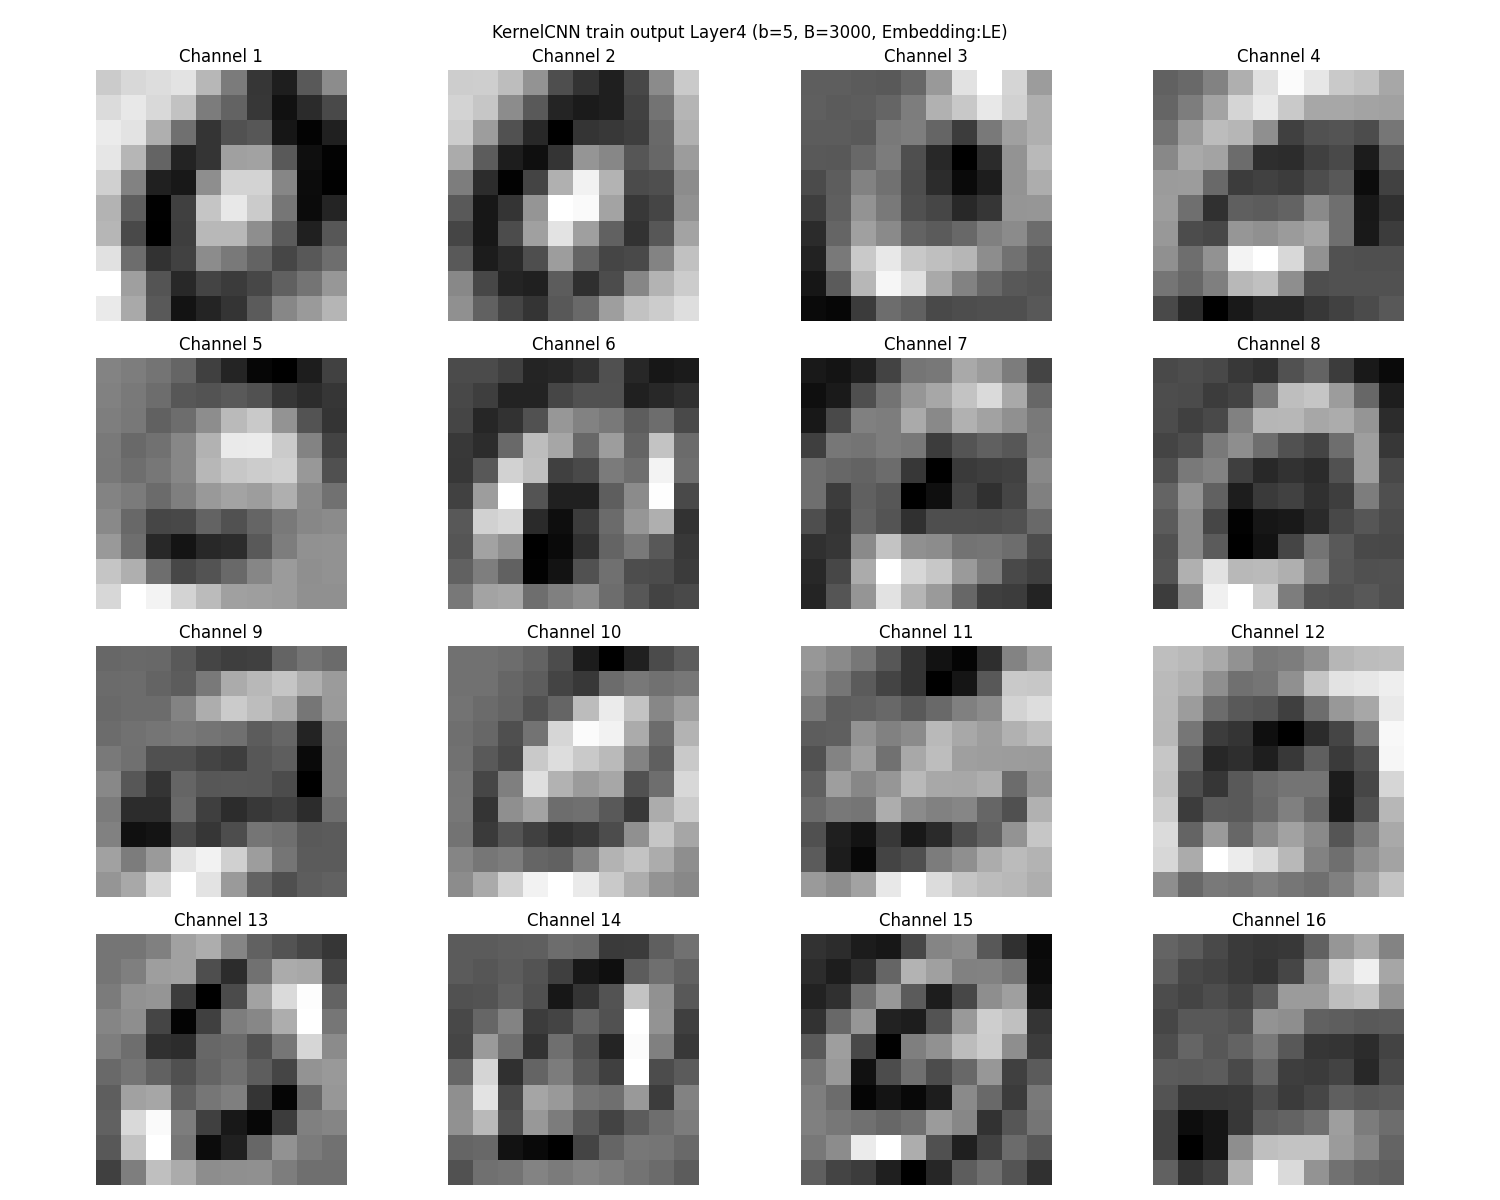 KernelCNN train output Layer4 (b=5, B=3000, Embedding:LE)
Channel 1 Channel 2 Channel 3 Channel 4
Channel 5 Channel 6 Channel 7 Channel 8
Channel 9 Channel 10 Channel 11 Channel 12
Channel 13 Channel 14 Channel 15 Channel 16